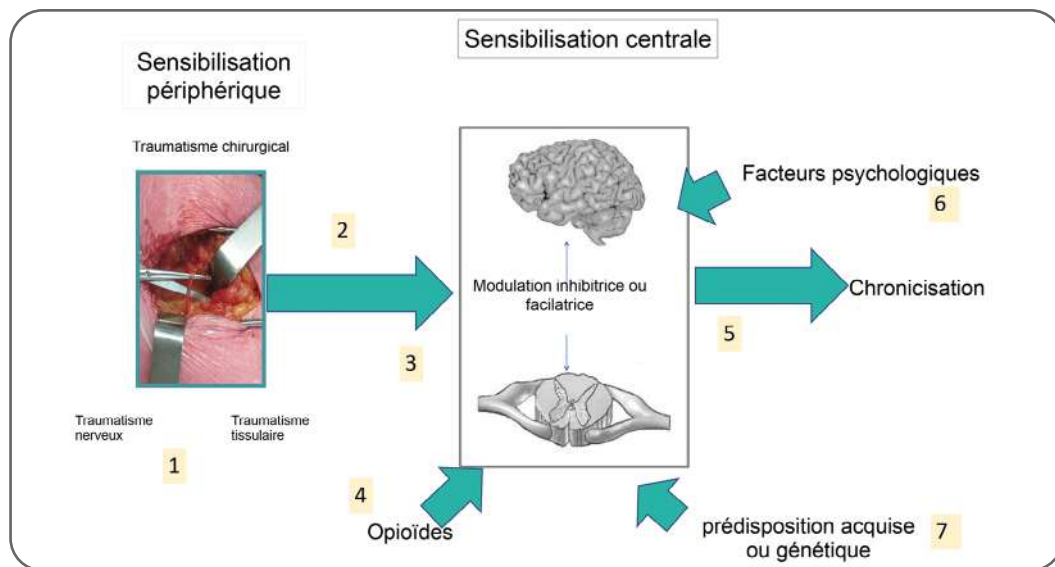 Sensibilisation
périphérique
Sensibilisation centrale
Traumatisme chirurgical
2
3
Traumatisme
nerveux
Traumatisme
tissulaire
1
Modulation inhibitrice ou
facilatrice
4
Opioïdes
Facteurs psychologiques
6
Chronicisation
5
prédisposition acquise
ou génétique
7